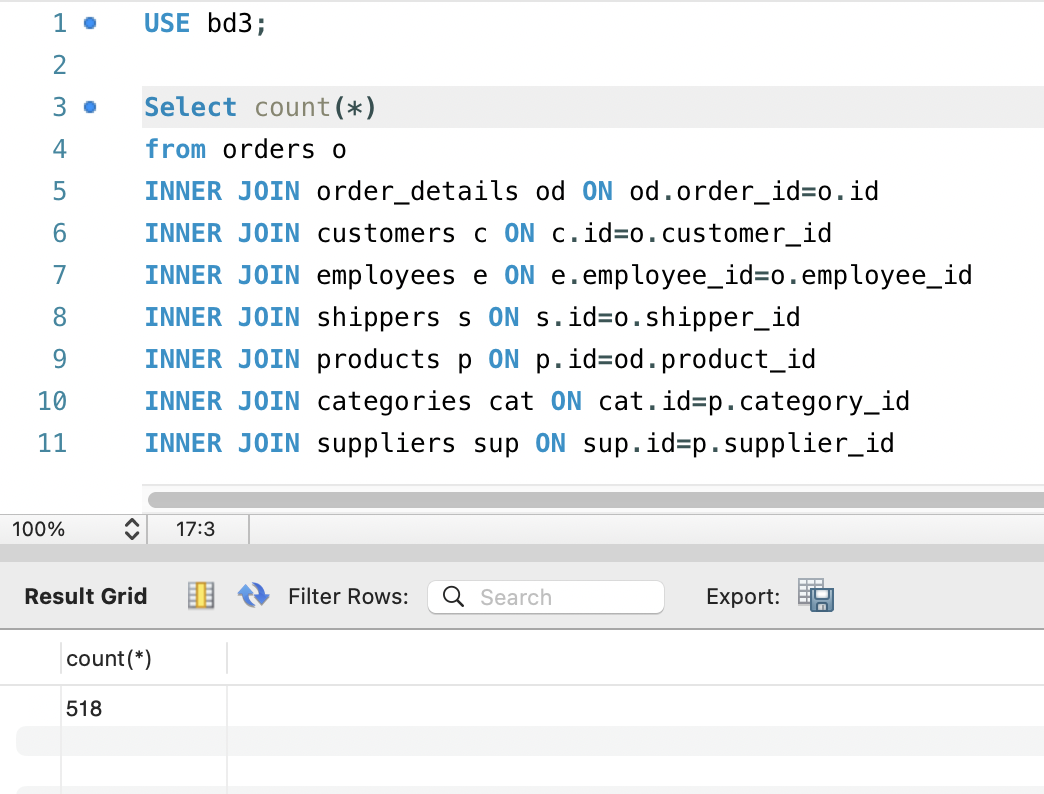 1 USE bd3;
2
3 Select count(*)
4 from orders o
5 INNER JOIN order_details od ON od.order_id=o.id
6 INNER JOIN customers c ON c.id=o.customer_id
7 INNER JOIN employees e ON e.employee_id=o.employee_id
8 INNER JOIN shippers s ON s.id=o.shipper_id
9 INNER JOIN products p ON p.id=od.product_id
10 INNER JOIN categories cat ON cat.id=p.category_id
11 INNER JOIN suppliers sup ON sup.id=p.supplier_id
100% 17:3
Result Grid Filter Rows: Search Export:
count(*)
518